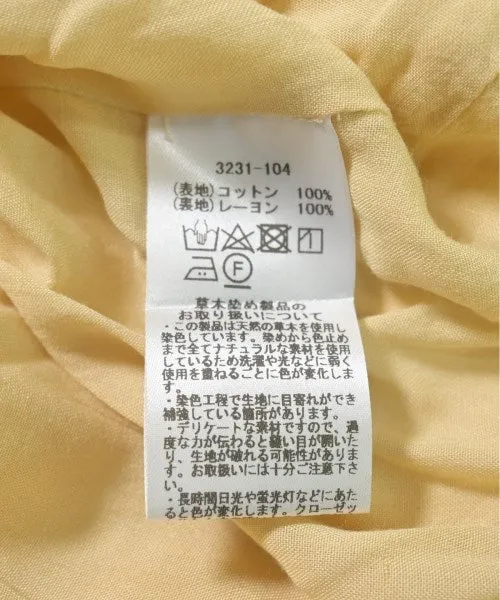 3231-104
(表地)コットン 100%
(裏地)レーヨン 100%
F
草木染め製品の
お取り扱いについて
・この製品は天然の草木を使用し
染色しています。染めから色止め
まで全てナチュラルな素材を使用
しているため洗濯や光などに弱く
使用を重ねるごとに色が変化しま
す。
・染色工程で生地に目寄れができ
補強している箇所があります。
・デリケートな素材ですので、過
度な力が伝わると縫い目が開いた
り、生地が破れる可能性がありま
す。お取扱いには十分ご注意下さ
い。
・長時間日光や蛍光灯などにあた
ると色が変化します。クローゼッ